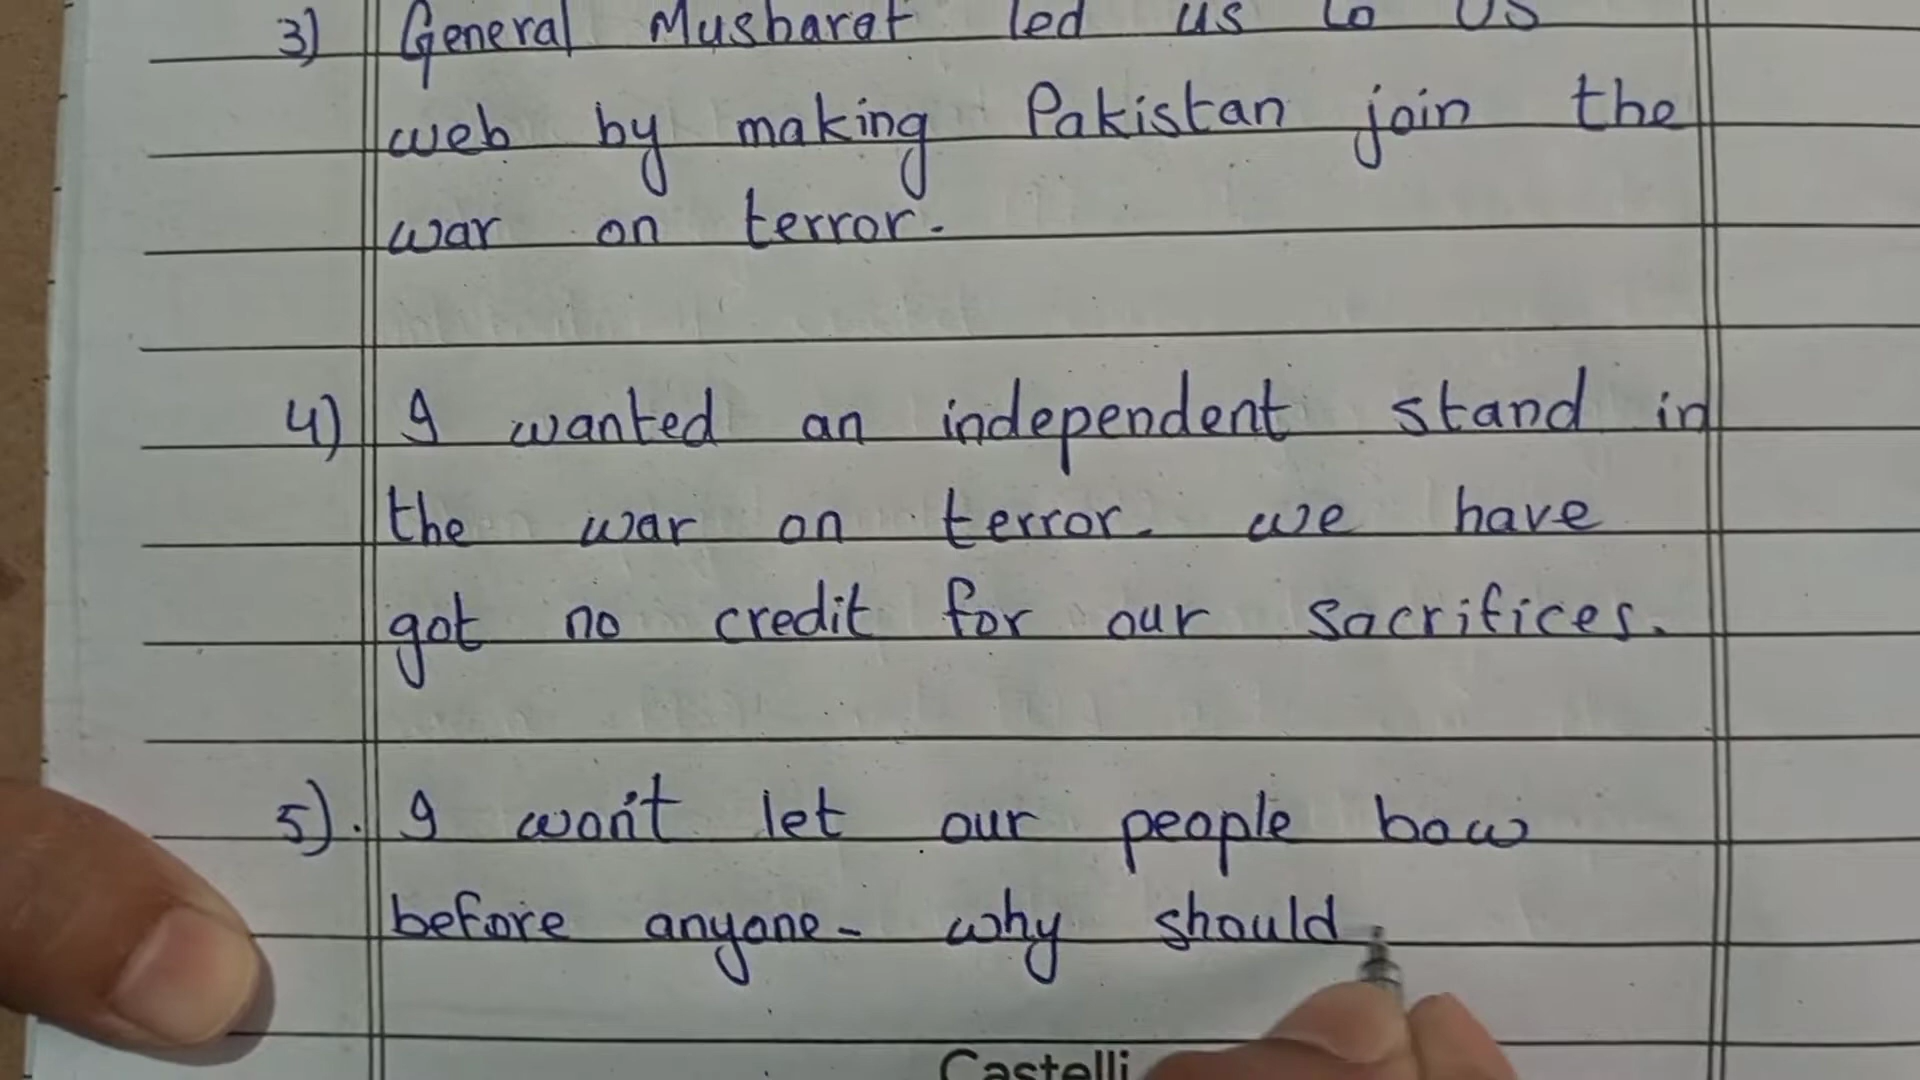 3) General Musharaf led us to US
web by making Pakistan join the
war on terror.
4) I wanted an independent stand in
the war on terror. we have
got no credit for our sacrifices.
5). I won't let our people bow
before anyone. why should
Castelli